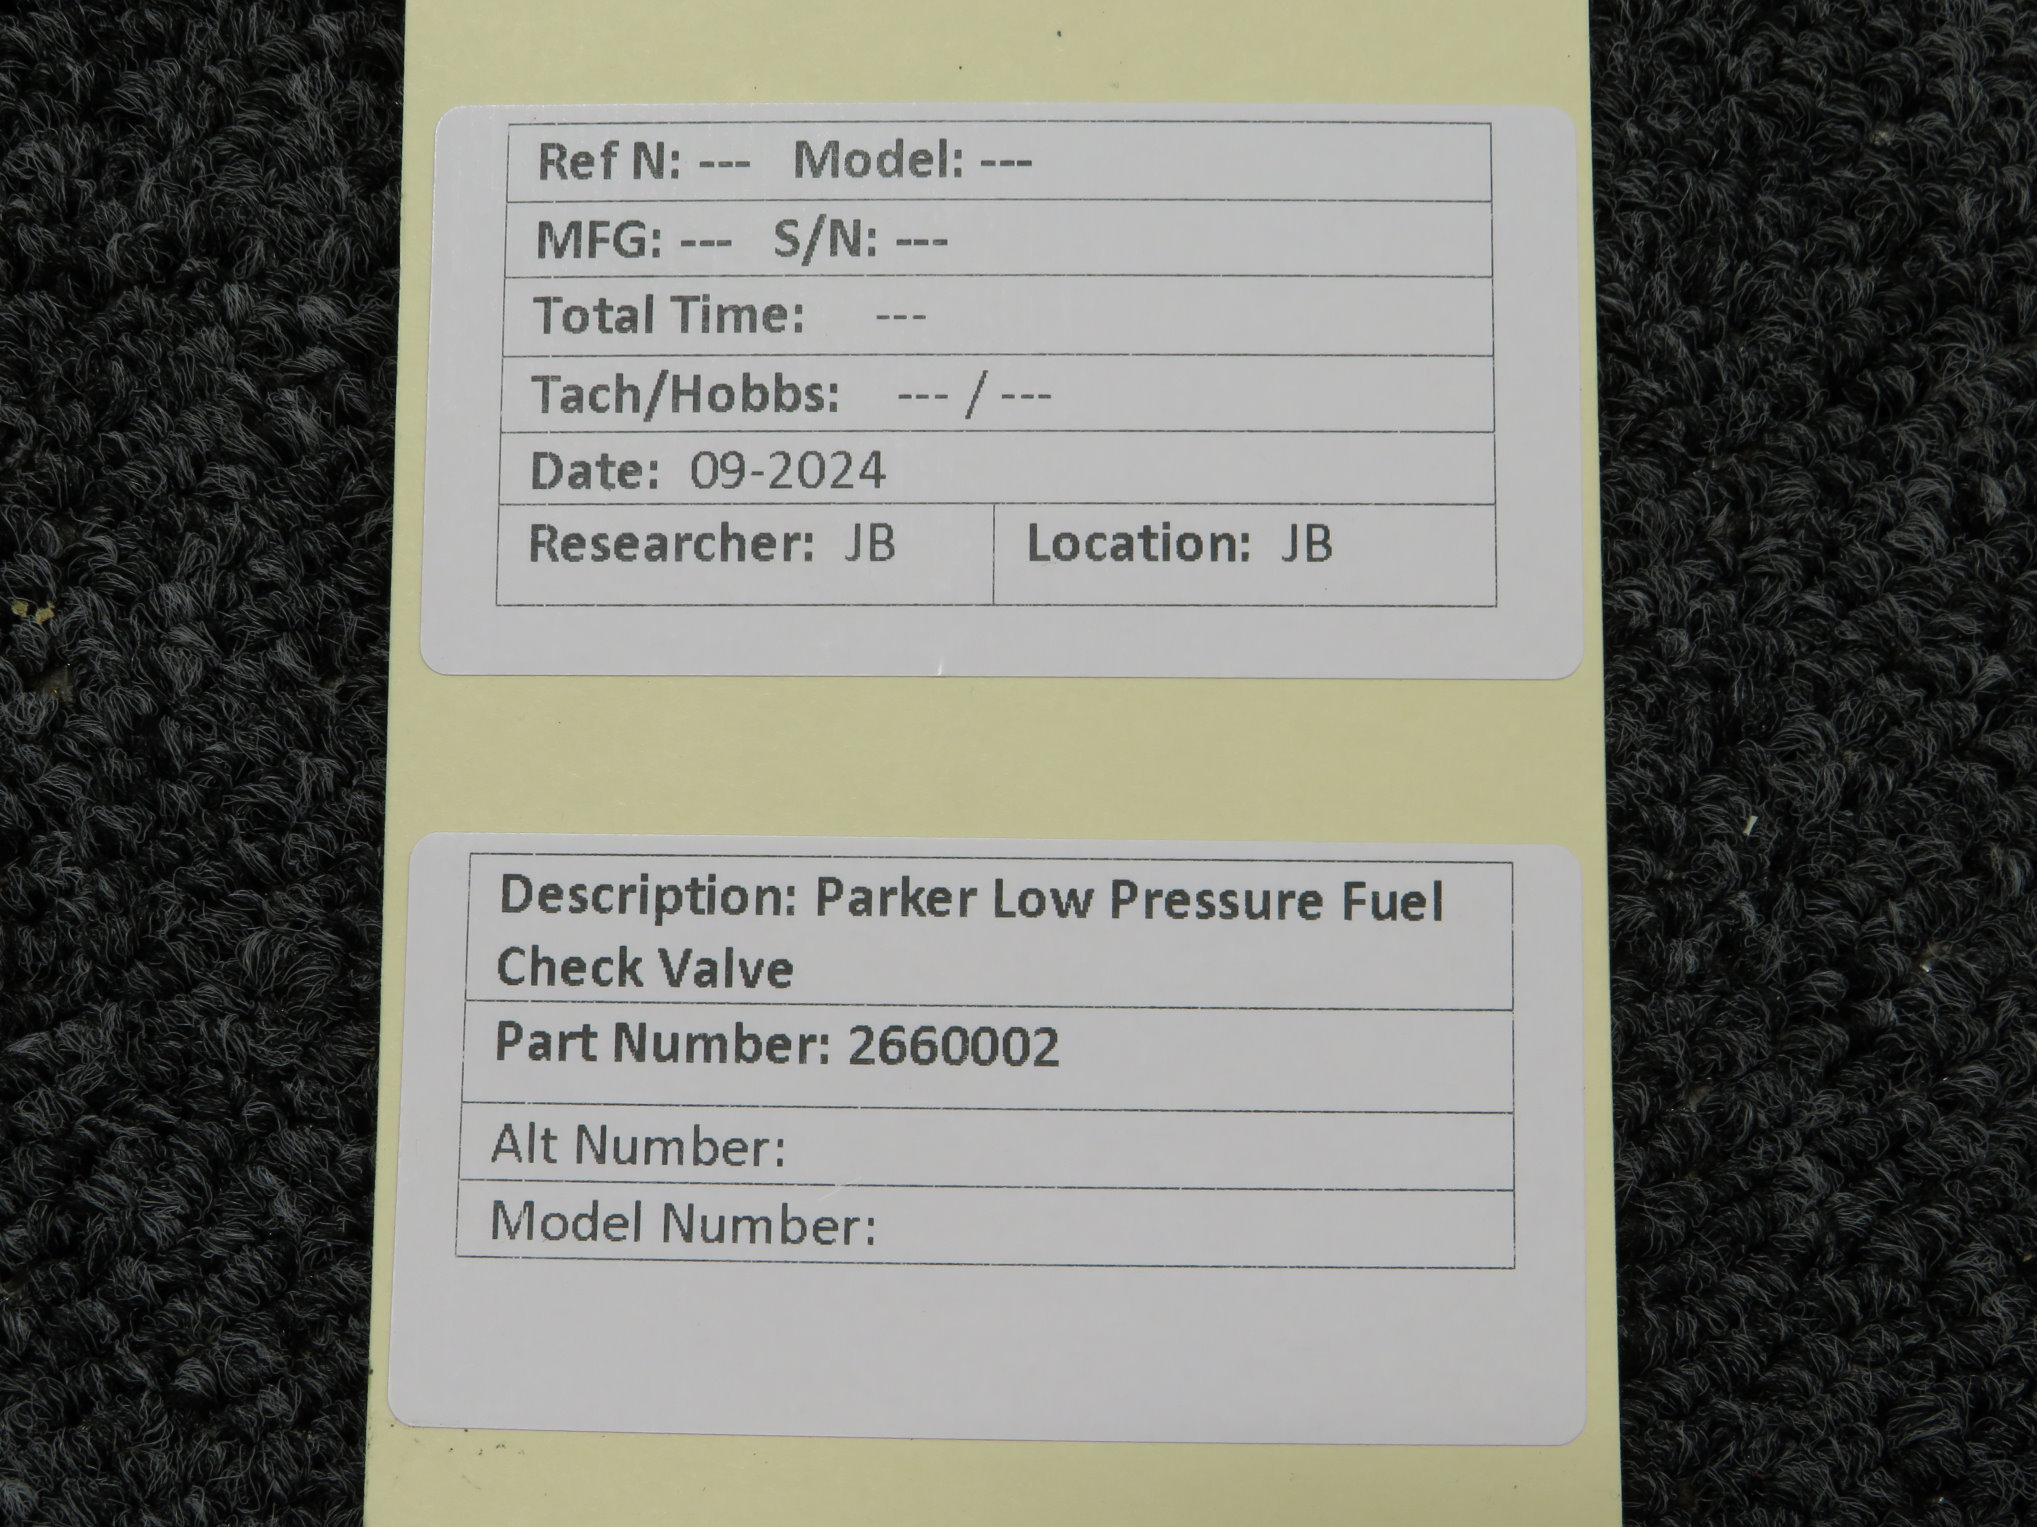 Ref N: --- Model: ---
MFG: --- S/N: ---
Total Time: ---
Tach/Hobbs: --- / ---
Date: 09-2024
Researcher: JB Location: JB
Description: Parker Low Pressure Fuel
Check Valve
Part Number: 2660002
Alt Number:
Model Number: